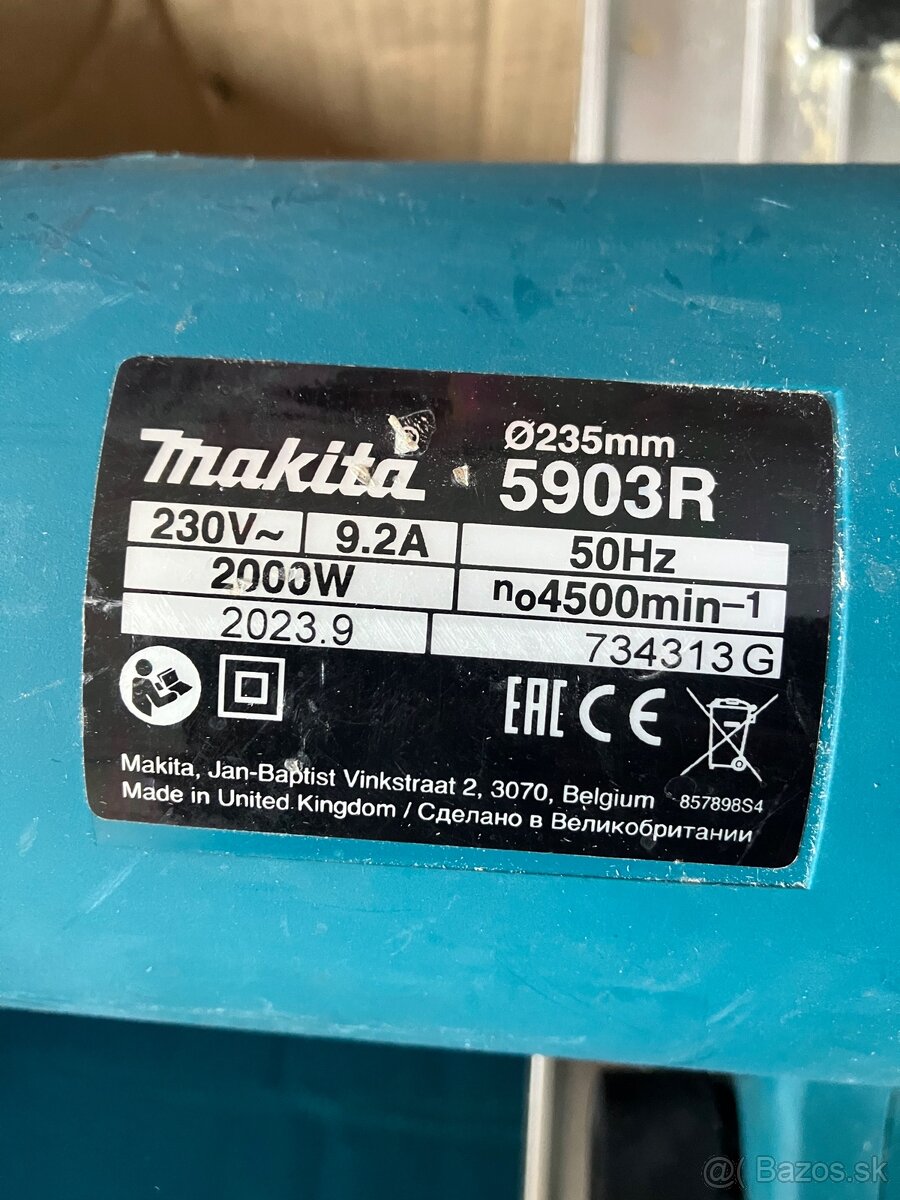 makita
Ø235mm
5903R
230V~ 9.2A 50Hz
2000W no4500min-1
2023.9 734313G
EAC CE
Makita, Jan-Baptist Vinkstraat 2, 3070, Belgium 857898S4
Made in United Kingdom / Сделано в Великобритании
@( Bazos.sk